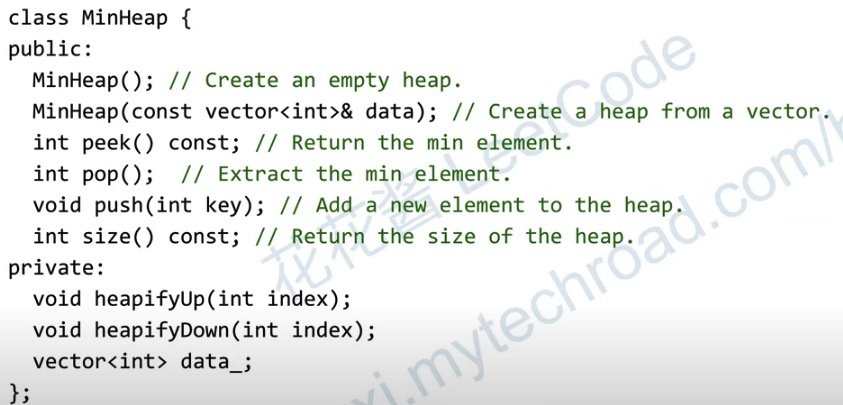 class MinHeap {
public:
  MinHeap(); // Create an empty heap.
  MinHeap(const vector<int>& data); // Create a heap from a vector.
  int peek() const; // Return the min element.
  int pop();  // Extract the min element.
  void push(int key); // Add a new element to the heap.
  int size() const; // Return the size of the heap.
private:
  void heapifyUp(int index);
  void heapifyDown(int index);
  vector<int> data_;
};
花花酱 LeetCode
xi.mytechroad.com/